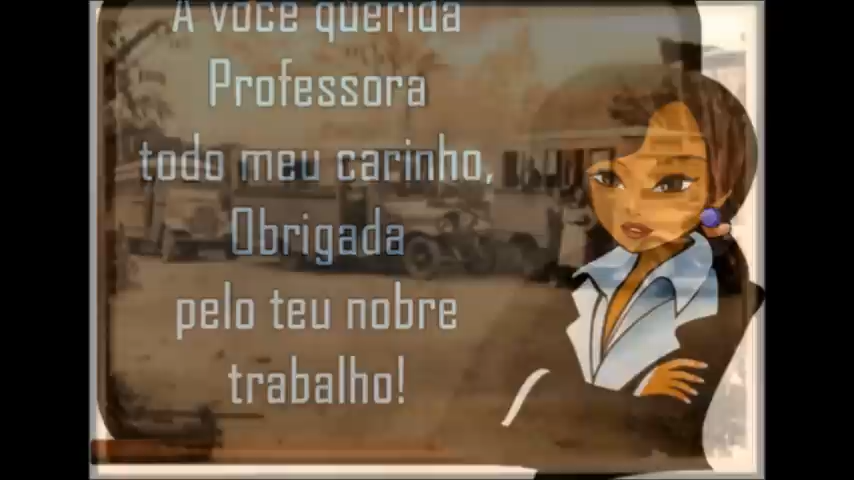 A você querida
Professora
todo meu carinho,
Obrigada
pelo teu nobre
trabalho!